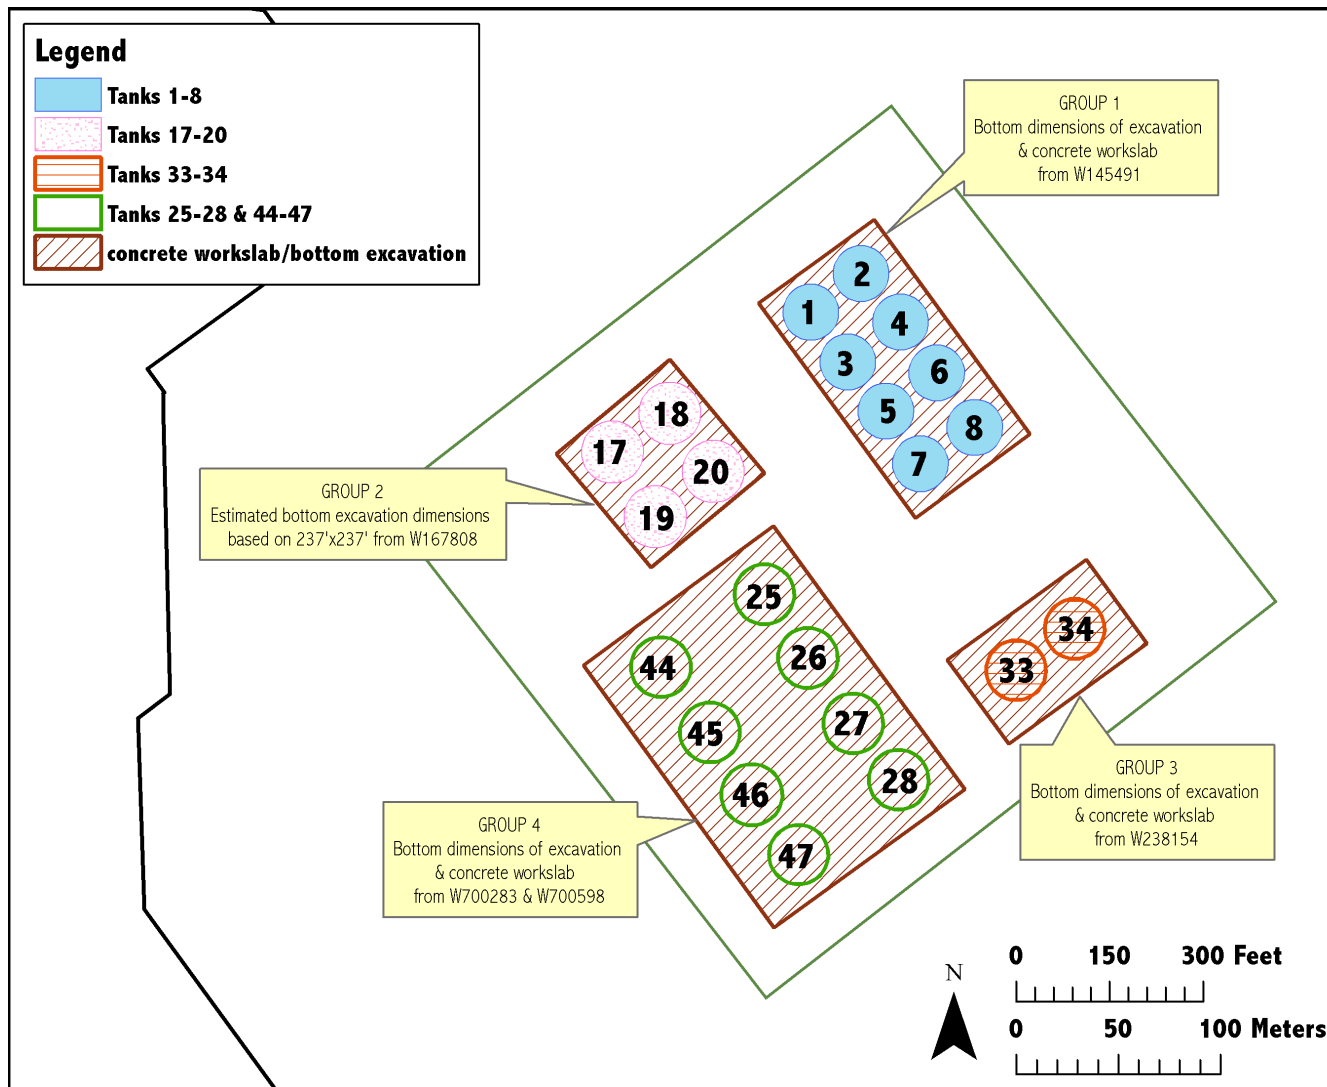 Legend
Tanks 1-8
Tanks 17-20
Tanks 33-34
Tanks 25-28 & 44-47
concrete workslab/bottom excavation
GROUP 1
Bottom dimensions of excavation
& concrete workslab
from W145491
2
1
4
3
6
5
8
7
18
17
20
19
GROUP 2
Estimated bottom excavation dimensions
based on 237'x237' from W167808
25
44
26
45
27
46
28
47
34
33
GROUP 3
Bottom dimensions of excavation
& concrete workslab
from W238154
GROUP 4
Bottom dimensions of excavation
& concrete workslab
from W700283 & W700598
N
0 150 300 Feet
0 50 100 Meters